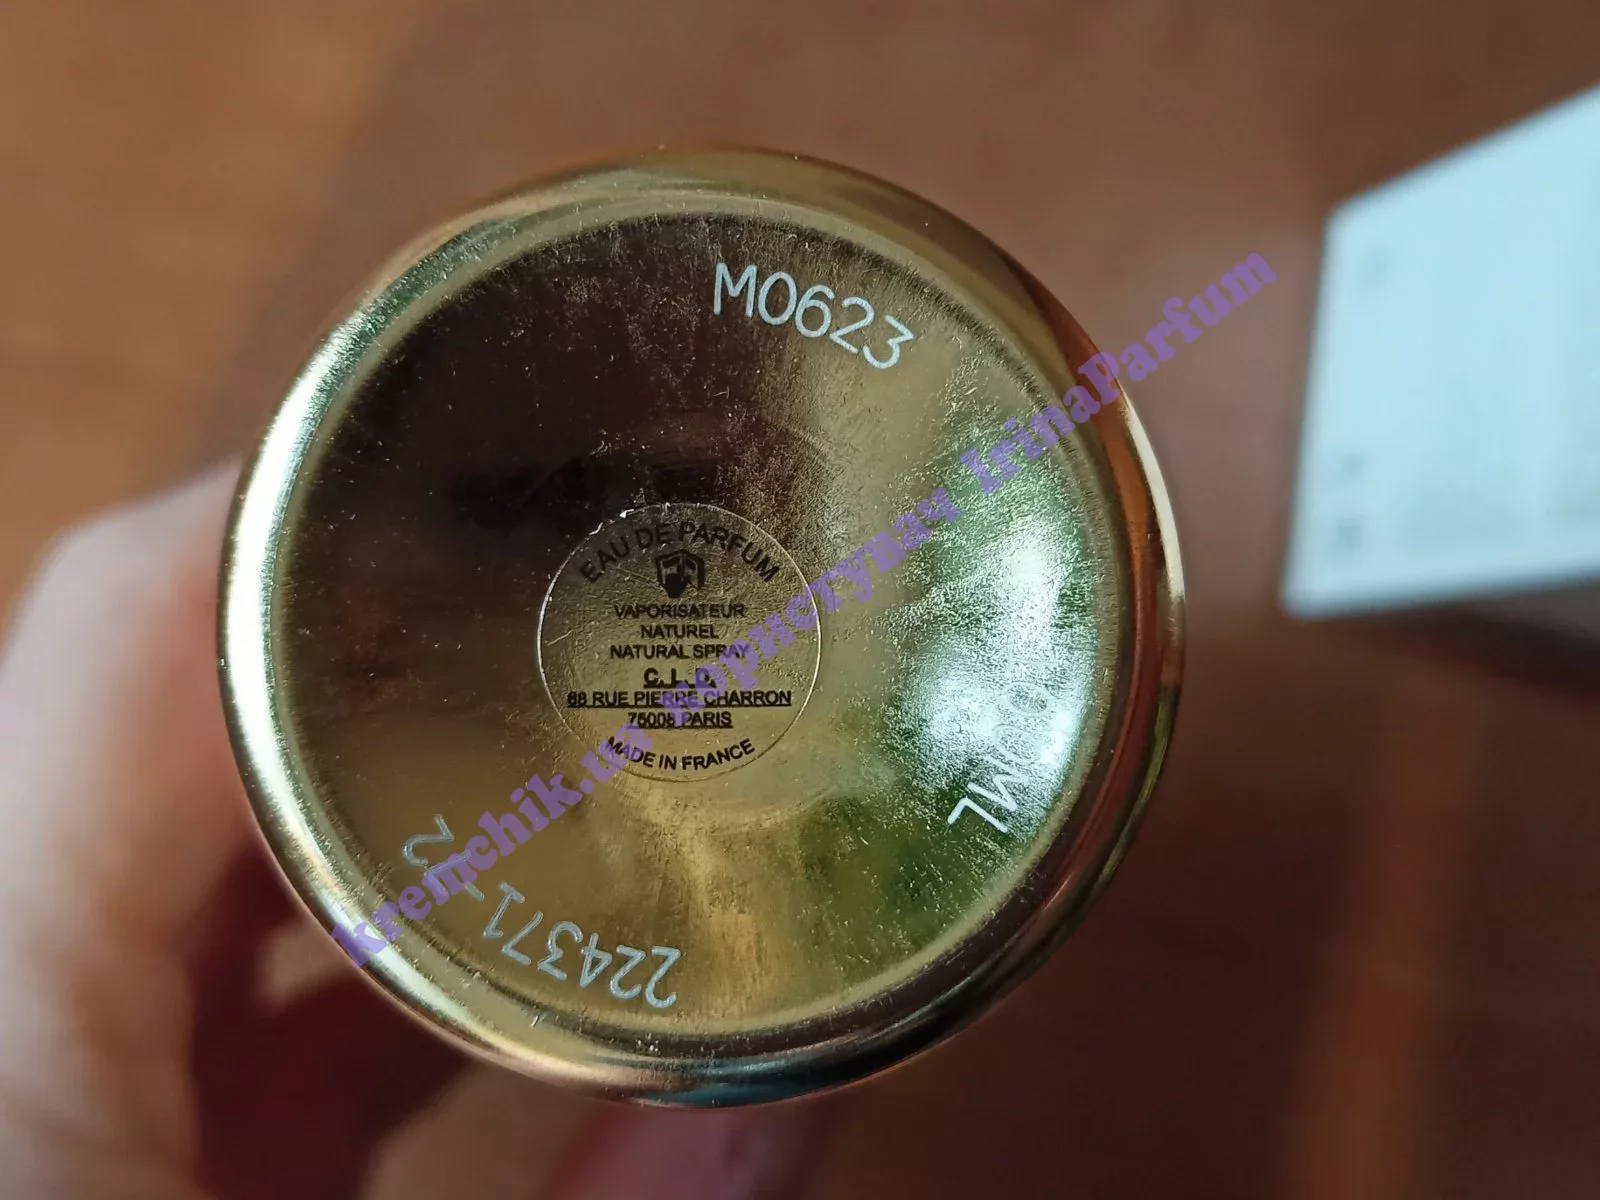 M0623
EAU DE PARFUM
VAPORISATEUR
NATUREL
NATURAL SPRAY
C.L.D.
68 RUE PIERRE CHARRON
75008 PARIS
MADE IN FRANCE
100ML
224371-
2
kremchik.ua користувач IrinaParfum